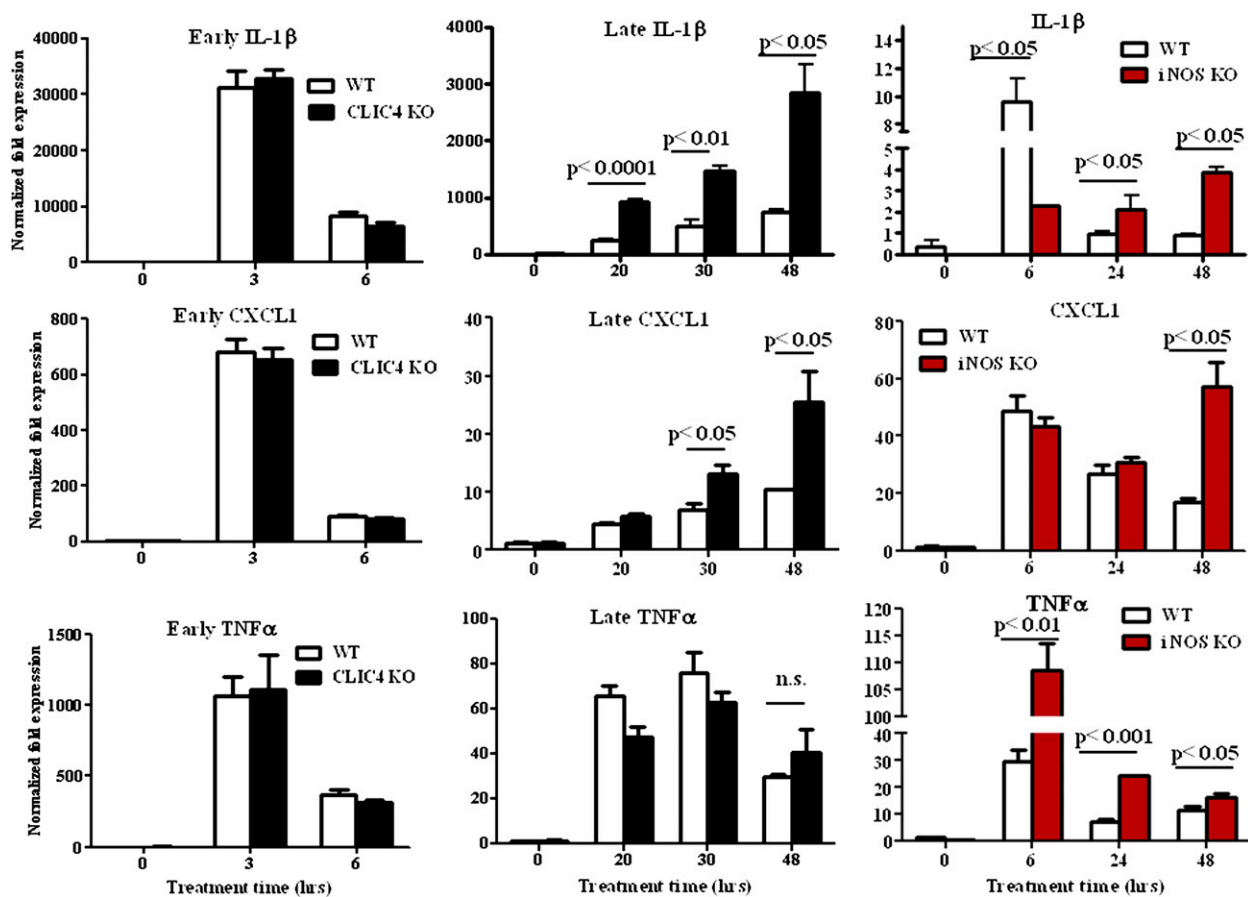 Early IL-1β
Normalized fold expression
40000
30000
20000
10000
0
WT
CLIC4 KO
0 3 6
Late IL-1β
4000
3000
2000
1000
0
p< 0.0001
p< 0.01
p< 0.05
0 20 30 48
IL-1β
14
12
10
8
6
5
4
3
2
1
0
p< 0.05
WT
iNOS KO
p< 0.05
p< 0.05
0 6 24 48
Early CXCL1
Normalized fold expression
800
600
400
200
0
WT
CLIC4 KO
0 3 6
Late CXCL1
40
30
20
10
0
p< 0.05
p< 0.05
0 20 30 48
CXCL1
80
60
40
20
0
WT
iNOS KO
p< 0.05
0 6 24 48
Early TNFα
Normalized fold expression
1500
1000
500
0
WT
CLIC4 KO
0 3 6
Treatment time (hrs)
Late TNFα
100
80
60
40
20
0
n.s.
0 20 30 48
Treatment time (hrs)
TNFα
120
115
110
105
100
40
30
20
10
0
p< 0.01
WT
iNOS KO
p< 0.001
p< 0.05
0 6 24 48
Treatment time (hrs)